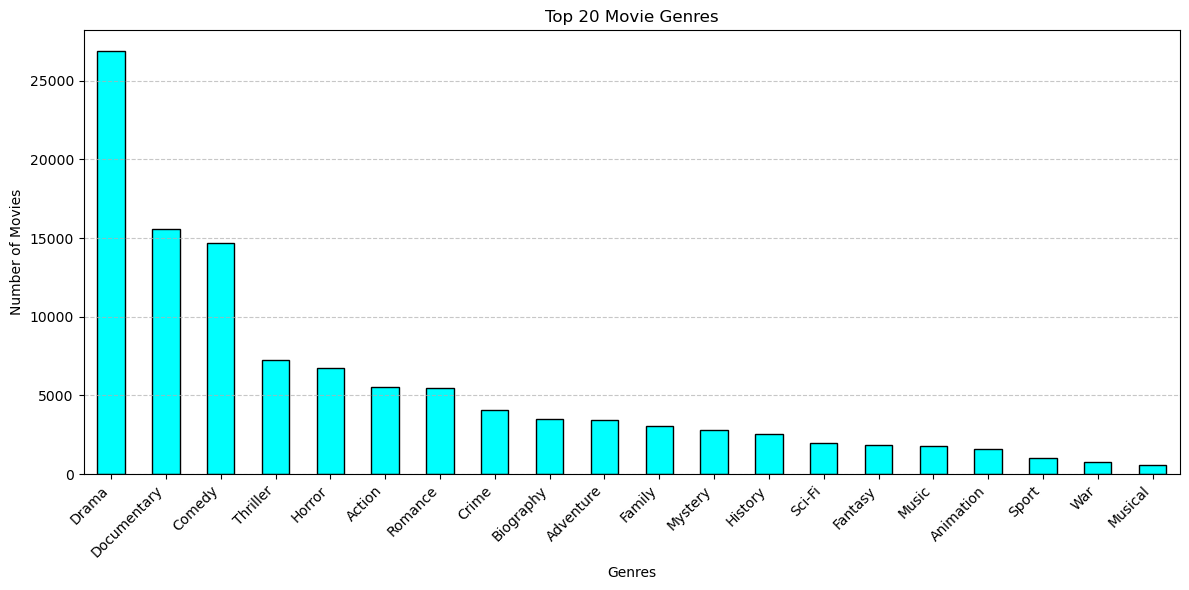 Top 20 Movie Genres
Number of Movies
25000
20000
15000
10000
5000
0
Drama
Documentary
Comedy
Thriller
Horror
Action
Romance
Crime
Biography
Adventure
Family
Mystery
History
Sci-Fi
Fantasy
Music
Animation
Sport
War
Musical
Genres